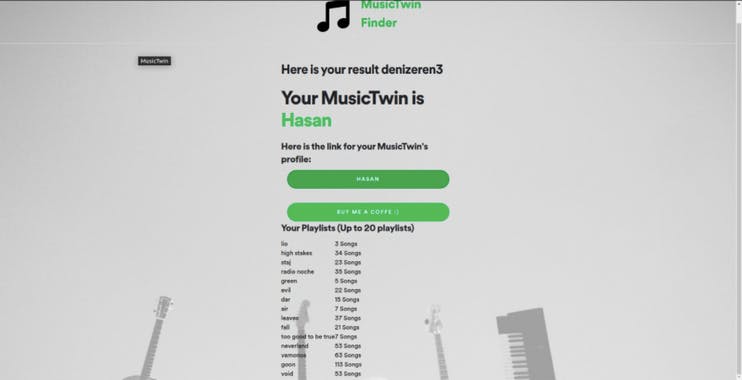 MusicTwin
Finder
MusicTwin
Here is your result denizeren3
Your MusicTwin is
Hasan
Here is the link for your MusicTwin's
profile:
HASAN
BUY ME A COFFE :)
Your Playlists (Up to 20 playlists)
lio 3 Songs
high stakes 34 Songs
staj 23 Songs
radio noche 35 Songs
green 5 Songs
evil 22 Songs
dar 15 Songs
air 7 Songs
leaves 37 Songs
fall 21 Songs
too good to be true 7 Songs
neverland 53 Songs
vamonos 63 Songs
goon 113 Songs
void 53 Songs